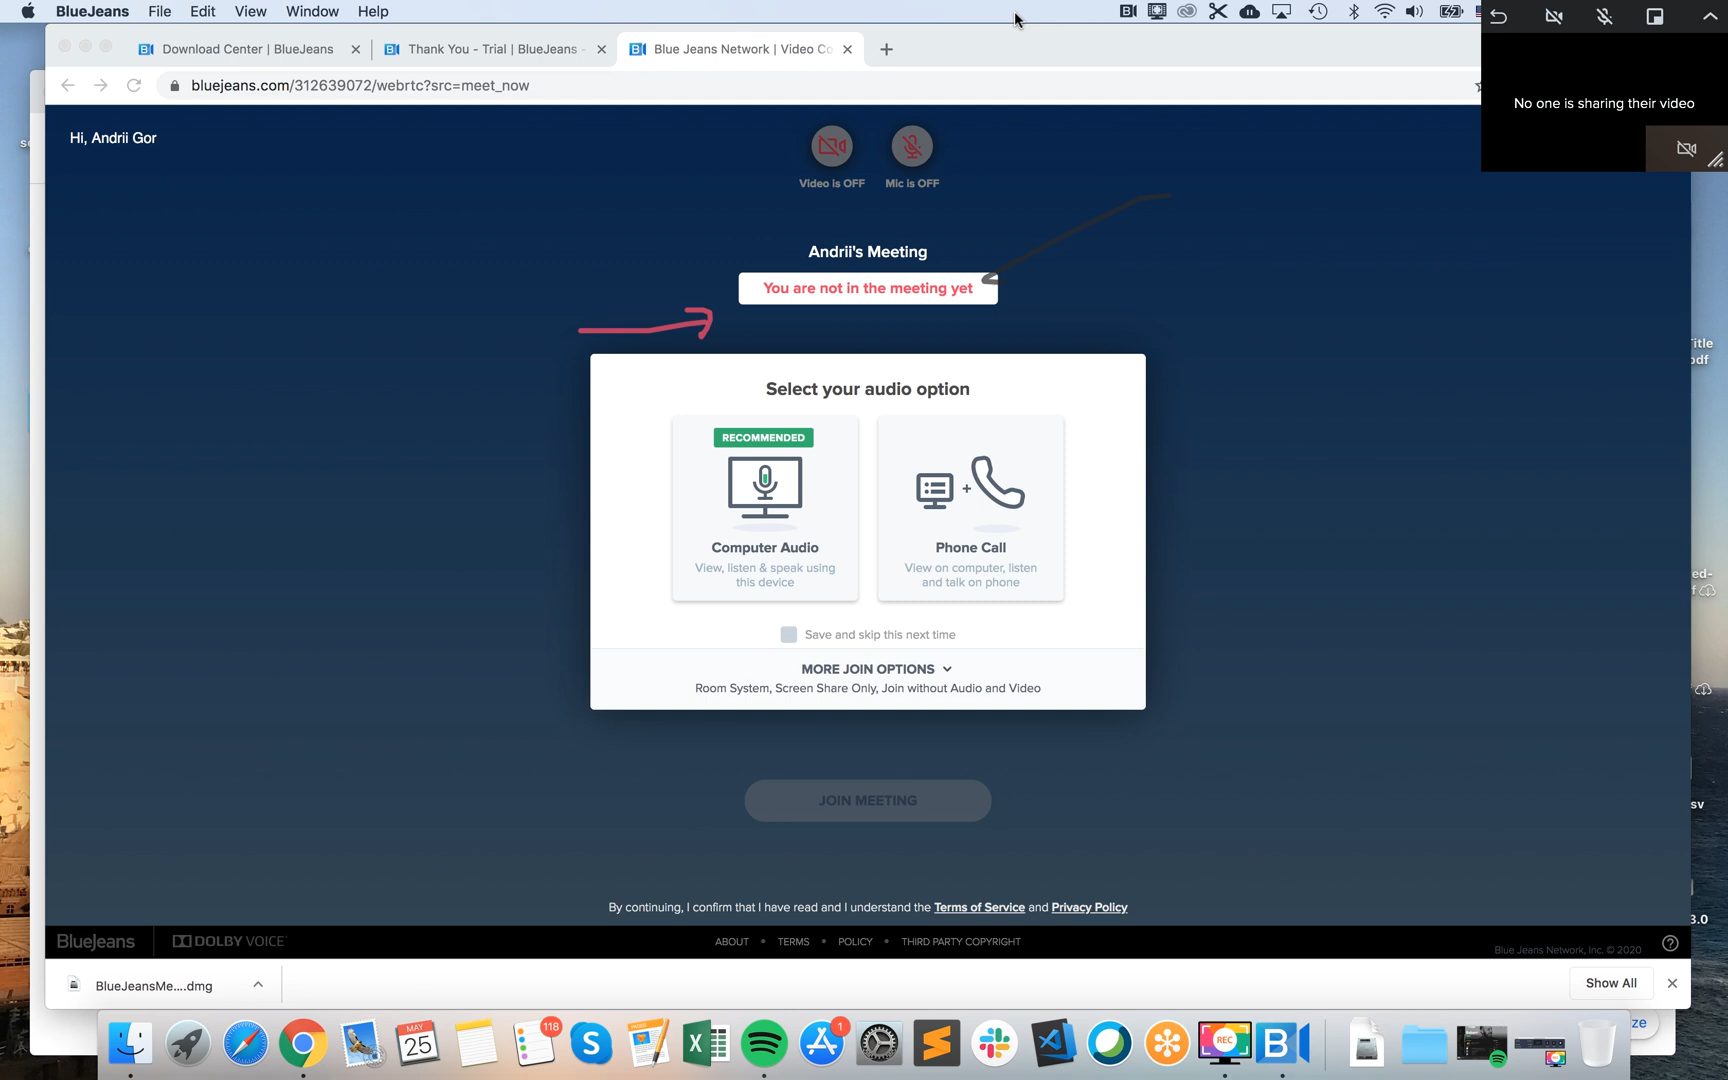 BlueJeans File Edit View Window Help
Download Center | BlueJeans
Thank You - Trial | BlueJeans -
Blue Jeans Network | Video Co
bluejeans.com/312639072/webrtc?src=meet_now
No one is sharing their video
Hi, Andrii Gor
Video is OFF
Mic is OFF
Andrii's Meeting
You are not in the meeting yet
Select your audio option
RECOMMENDED
Computer Audio
View, listen & speak using
this device
Phone Call
View on computer, listen
and talk on phone
Save and skip this next time
MORE JOIN OPTIONS
Room System, Screen Share Only, Join without Audio and Video
JOIN MEETING
By continuing, I confirm that I have read and I understand the Terms of Service and Privacy Policy
BlueJeans
DOLBY VOICE
ABOUT • TERMS • POLICY • THIRD PARTY COPYRIGHT
Blue Jeans Network, Inc. © 2020
BlueJeansMe....dmg
Show All
MAY
25
118
1
REC